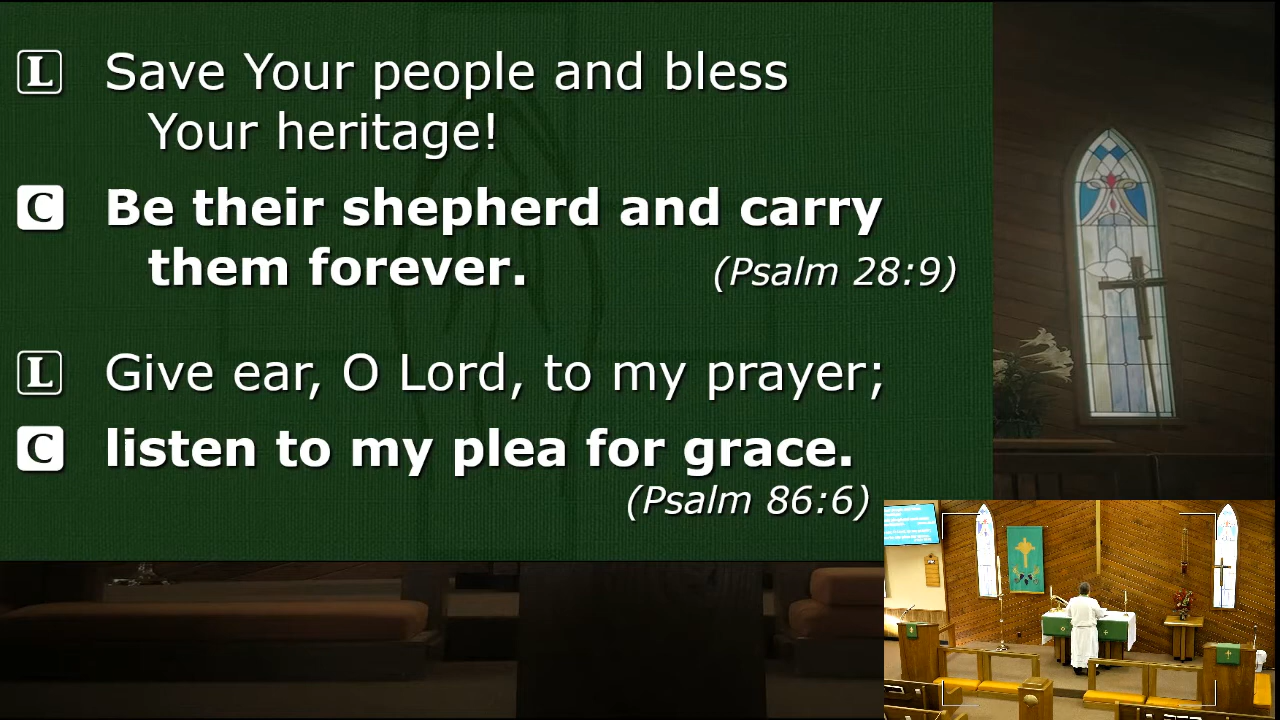 L Save Your people and bless
Your heritage!
C Be their shepherd and carry
them forever. (Psalm 28:9)
L Give ear, O Lord, to my prayer;
C listen to my plea for grace.
(Psalm 86:6)